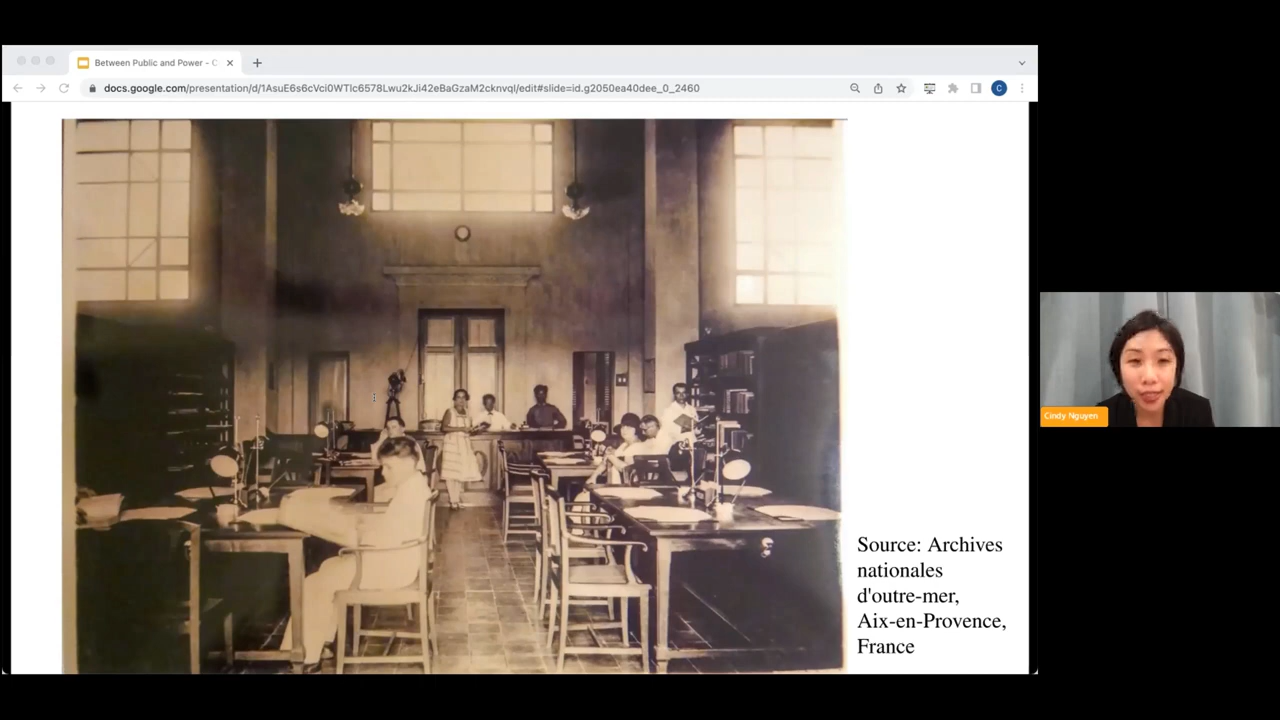 Between Public and Power - C
docs.google.com/presentation/d/1AsuE6s6cVci0WTlc6578Lwu2kJi42eBaGzaM2cknvqI/edit#slide=id.g2050ea40dee_0_2460
C
Source: Archives
nationales
d'outre-mer,
Aix-en-Provence,
France
Cindy Nguyen